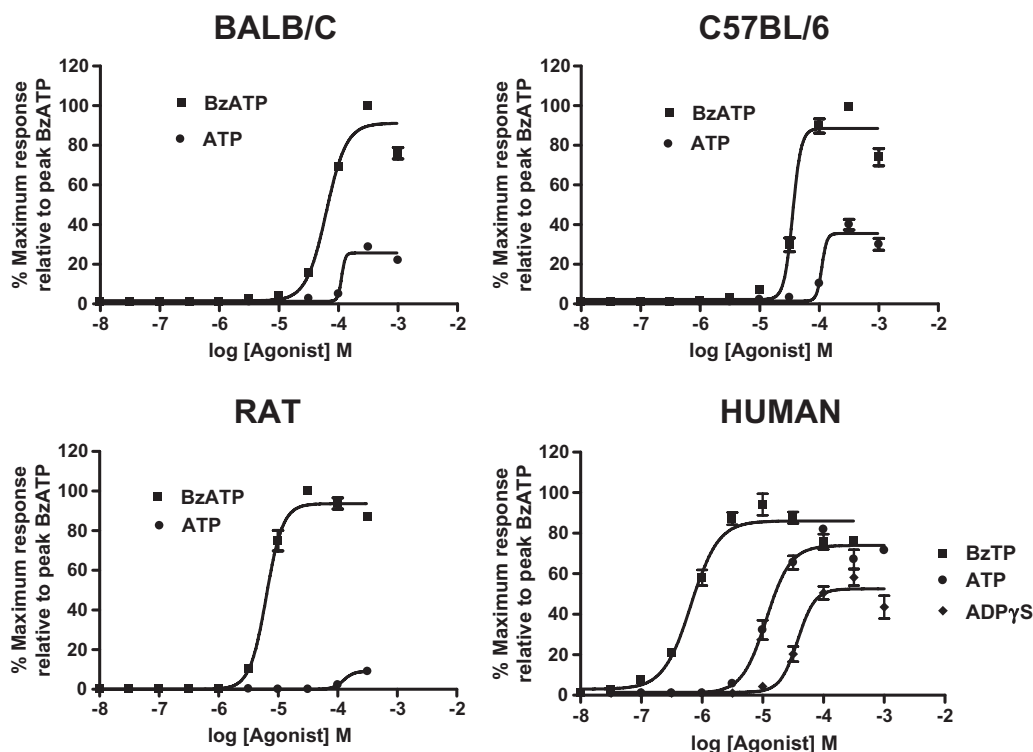 BALB/C
% Maximum response
relative to peak BzATP
120
100
80
60
40
20
0
BzATP
ATP
-8 -7 -6 -5 -4 -3 -2
log [Agonist] M
C57BL/6
% Maximum response
relative to peak BzATP
120
100
80
60
40
20
0
BzATP
ATP
-8 -7 -6 -5 -4 -3 -2
log [Agonist] M
RAT
% Maximum response
relative to peak BzATP
120
100
80
60
40
20
0
BzATP
ATP
-8 -7 -6 -5 -4 -3 -2
log [Agonist] M
HUMAN
% Maximum response
relative to peak BzATP
120
100
80
60
40
20
0
BzTP
ATP
ADPγS
-8 -7 -6 -5 -4 -3 -2
log [Agonist] M